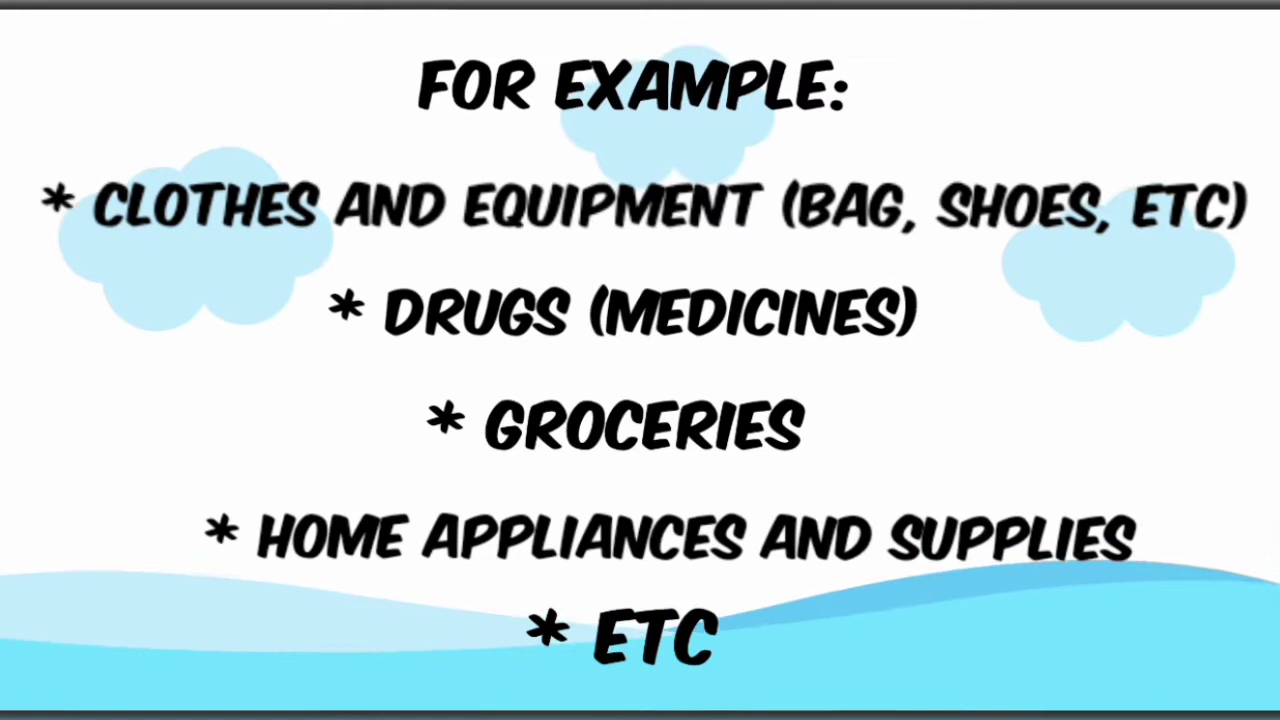 FOR EXAMPLE:
* CLOTHES AND EQUIPMENT (BAG, SHOES, ETC)
* DRUGS (MEDICINES)
* GROCERIES
* HOME APPLIANCES AND SUPPLIES
* ETC